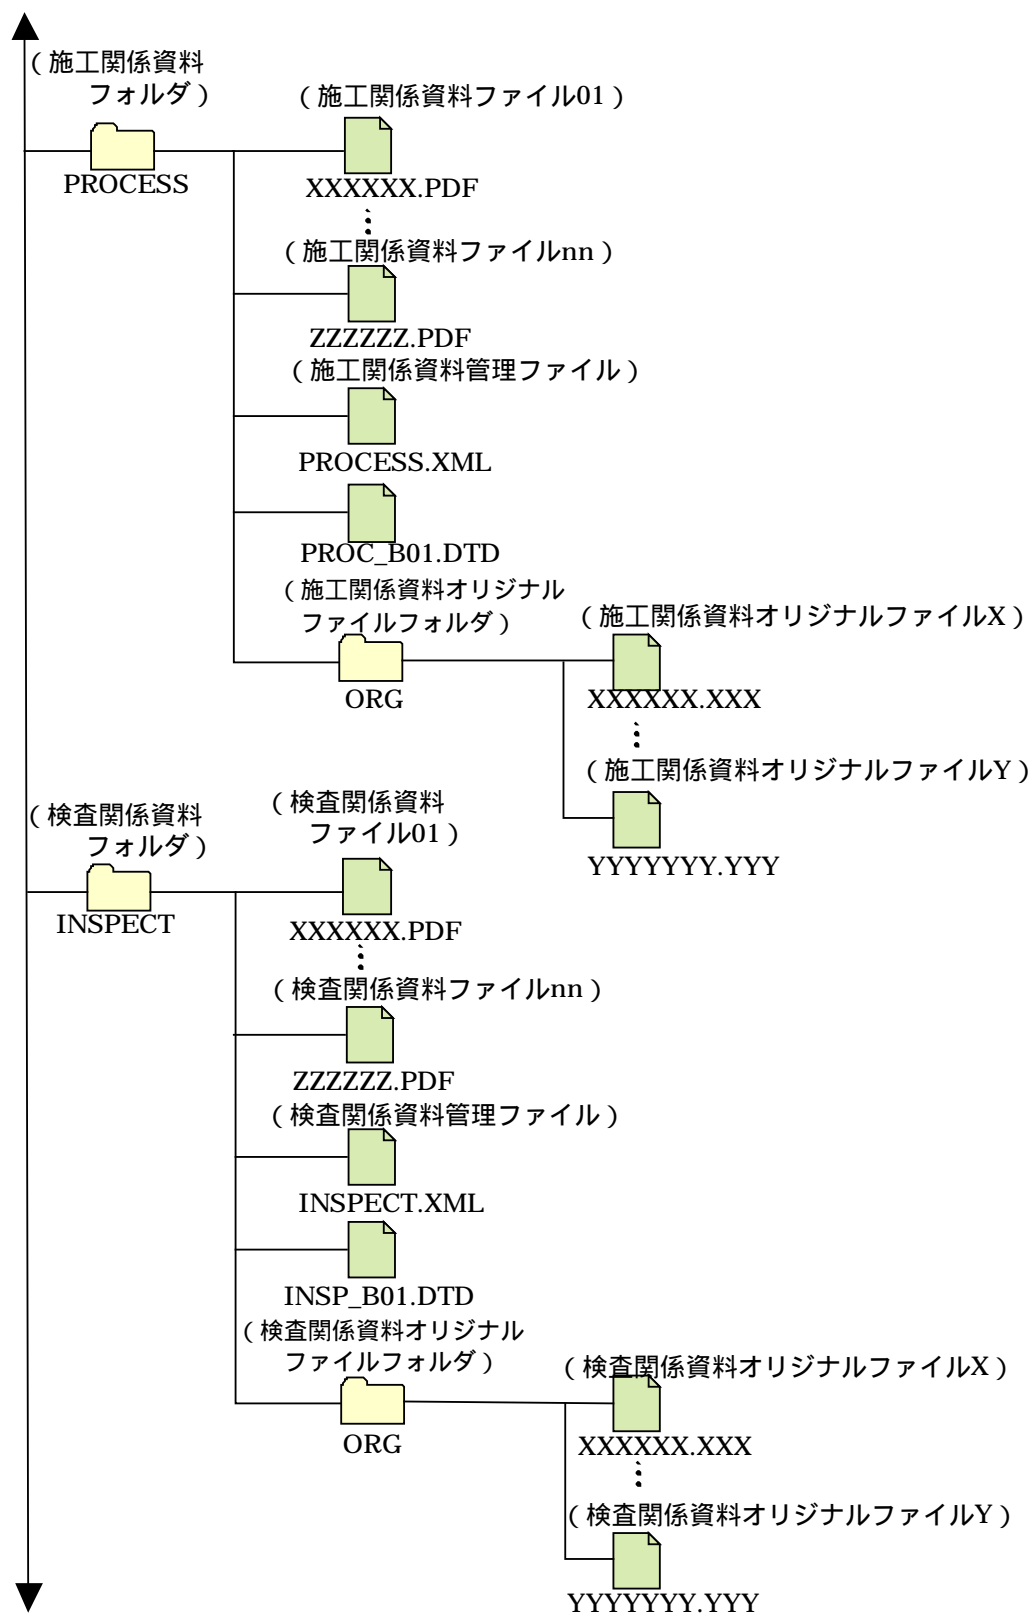 （施工関係資料
フォルダ）
PROCESS
（施工関係資料ファイル01）
XXXXXX.PDF
（施工関係資料ファイルnn）
ZZZZZZ.PDF
（施工関係資料管理ファイル）
PROCESS.XML
PROC_B01.DTD
（施工関係資料オリジナル
ファイルフォルダ）
ORG
（施工関係資料オリジナルファイルX）
XXXXXX.XXX
（施工関係資料オリジナルファイルY）
YYYYYYY.YYY
（検査関係資料
フォルダ）
INSPECT
（検査関係資料
ファイル01）
XXXXXX.PDF
（検査関係資料ファイルnn）
ZZZZZZ.PDF
（検査関係資料管理ファイル）
INSPECT.XML
INSP_B01.DTD
（検査関係資料オリジナル
ファイルフォルダ）
ORG
（検査関係資料オリジナルファイルX）
XXXXXX.XXX
（検査関係資料オリジナルファイルY）
YYYYYYY.YYY